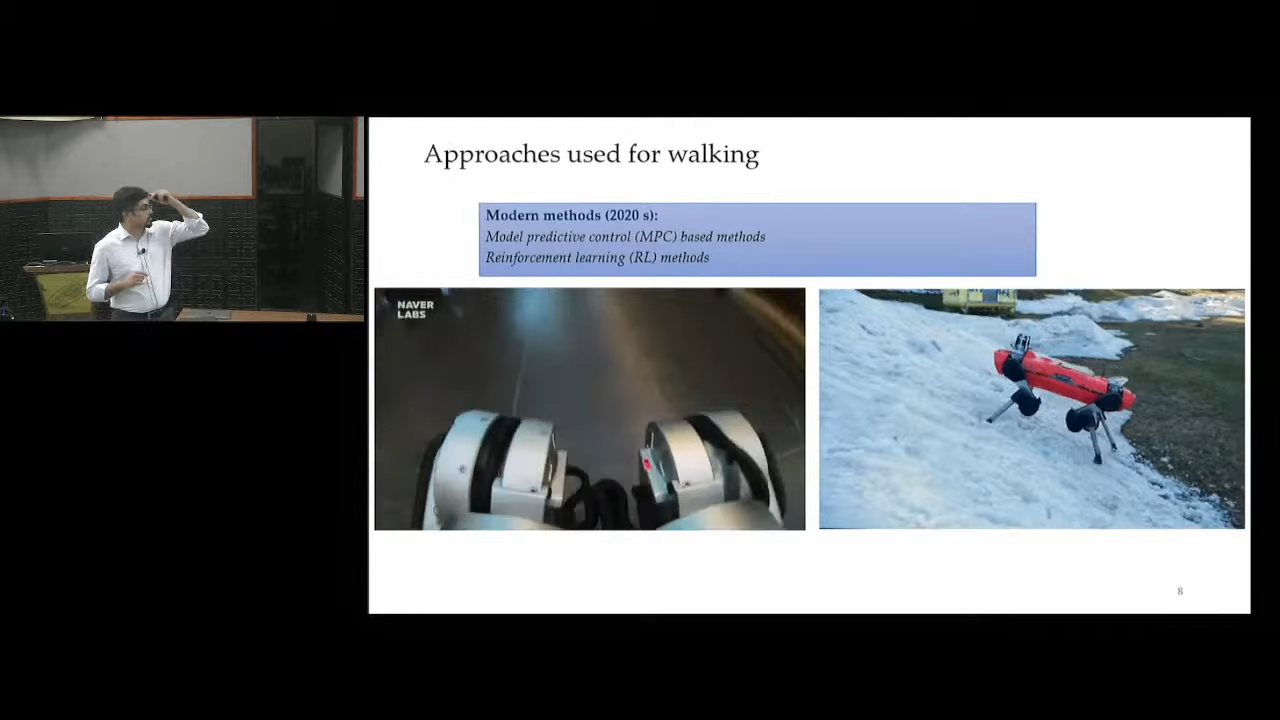 Approaches used for walking
Modern methods (2020 s):
Model predictive control (MPC) based methods
Reinforcement learning (RL) methods
NAVER
LABS
8